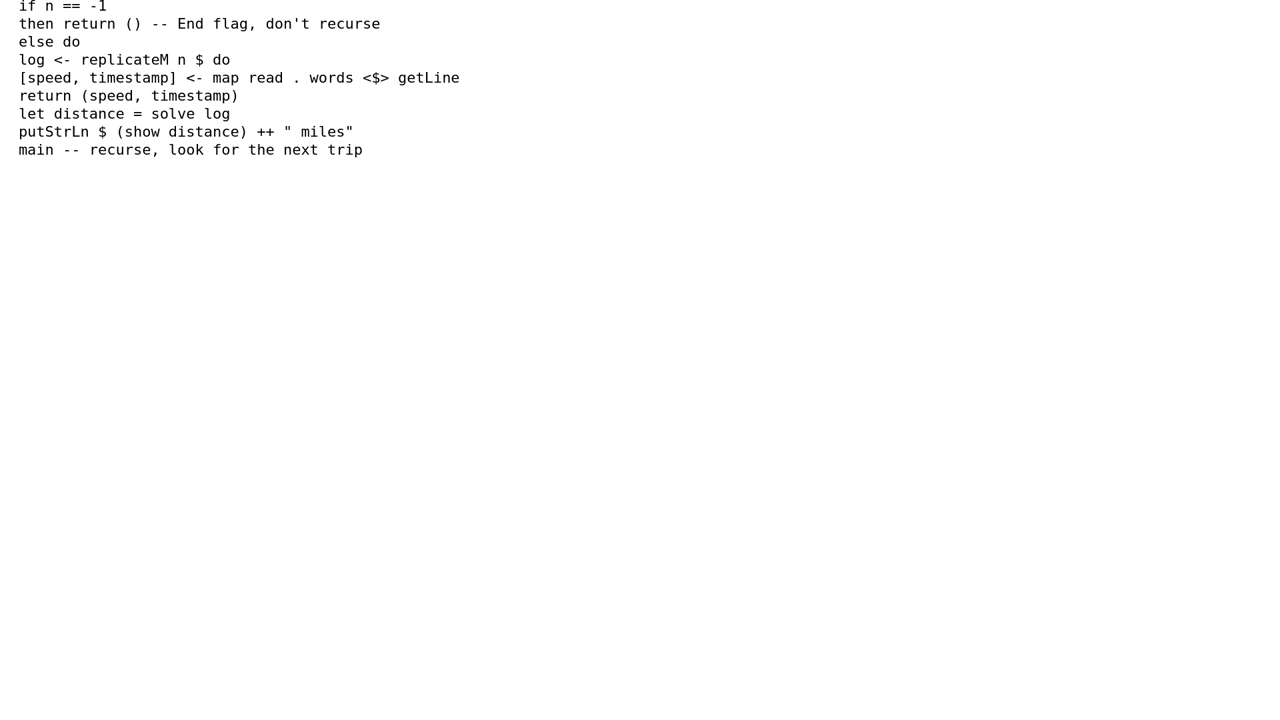 if n == -1
then return () -- End flag, don't recurse
else do
log <- replicateM n $ do
[speed, timestamp] <- map read . words <$> getLine
return (speed, timestamp)
let distance = solve log
putStrLn $ (show distance) ++ " miles"
main -- recurse, look for the next trip